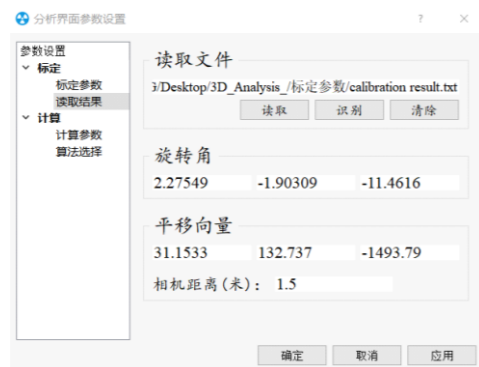 分析界面参数设置
参数设置
标定
标定参数
读取结果
计算
计算参数
算法选择
读取文件
/Desktop/3D_Analysis_/标定参数/calibration result.txt
读取 识别 清除
旋转角
2.27549 -1.90309 -11.4616
平移向量
31.1533 132.737 -1493.79
相机距离(米): 1.5
确定 取消 应用